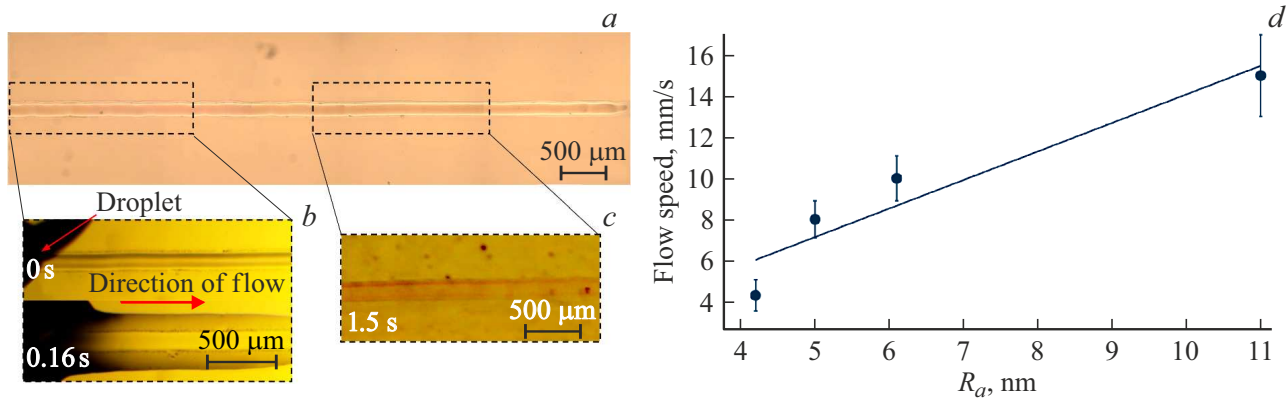 a
500 μm
Droplet
b
0 s
Direction of flow
500 μm
0.16 s
c
500 μm
1.5 s
d
Flow speed, mm/s
16
14
12
10
8
6
4
4 5 6 7 8 9 10 11
Ra, nm